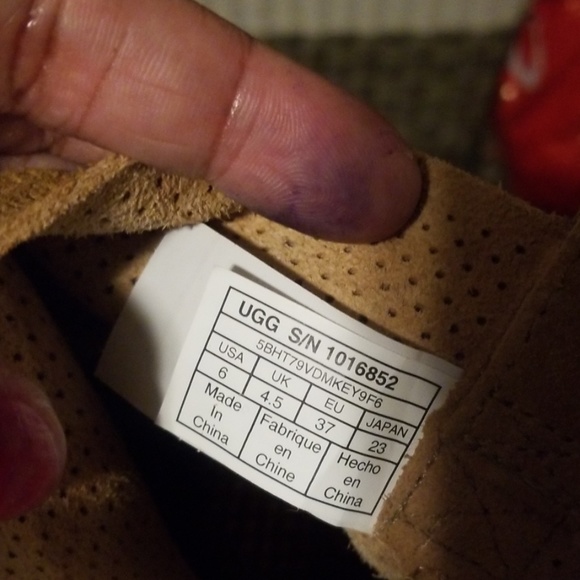 UGG S/N 1016852
5BHT79VDMKEY9F6
USA UK EU JAPAN
6 4.5 37 23
Made In China
Fabrique en Chine
Hecho en China